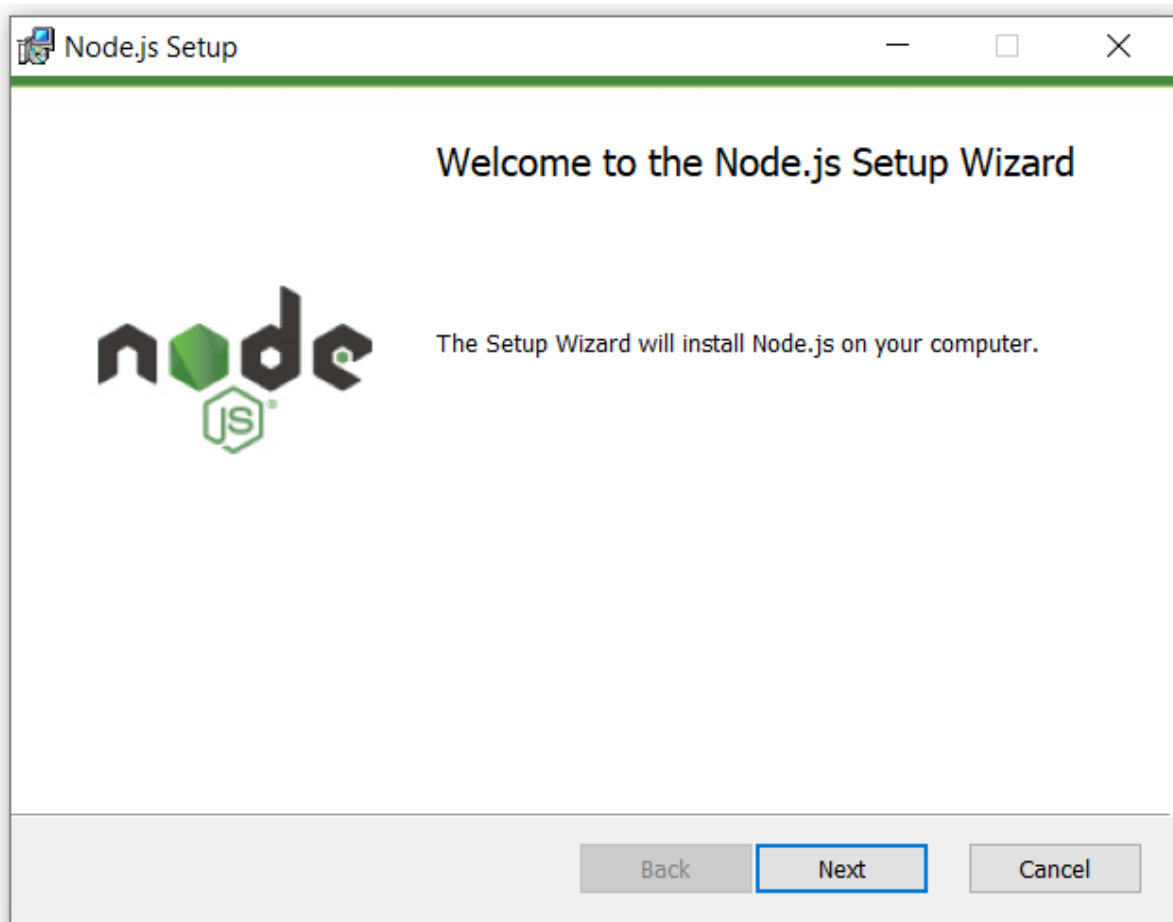 Node.js Setup
Welcome to the Node.js Setup Wizard
node
JS®
The Setup Wizard will install Node.js on your computer.
Back Next Cancel